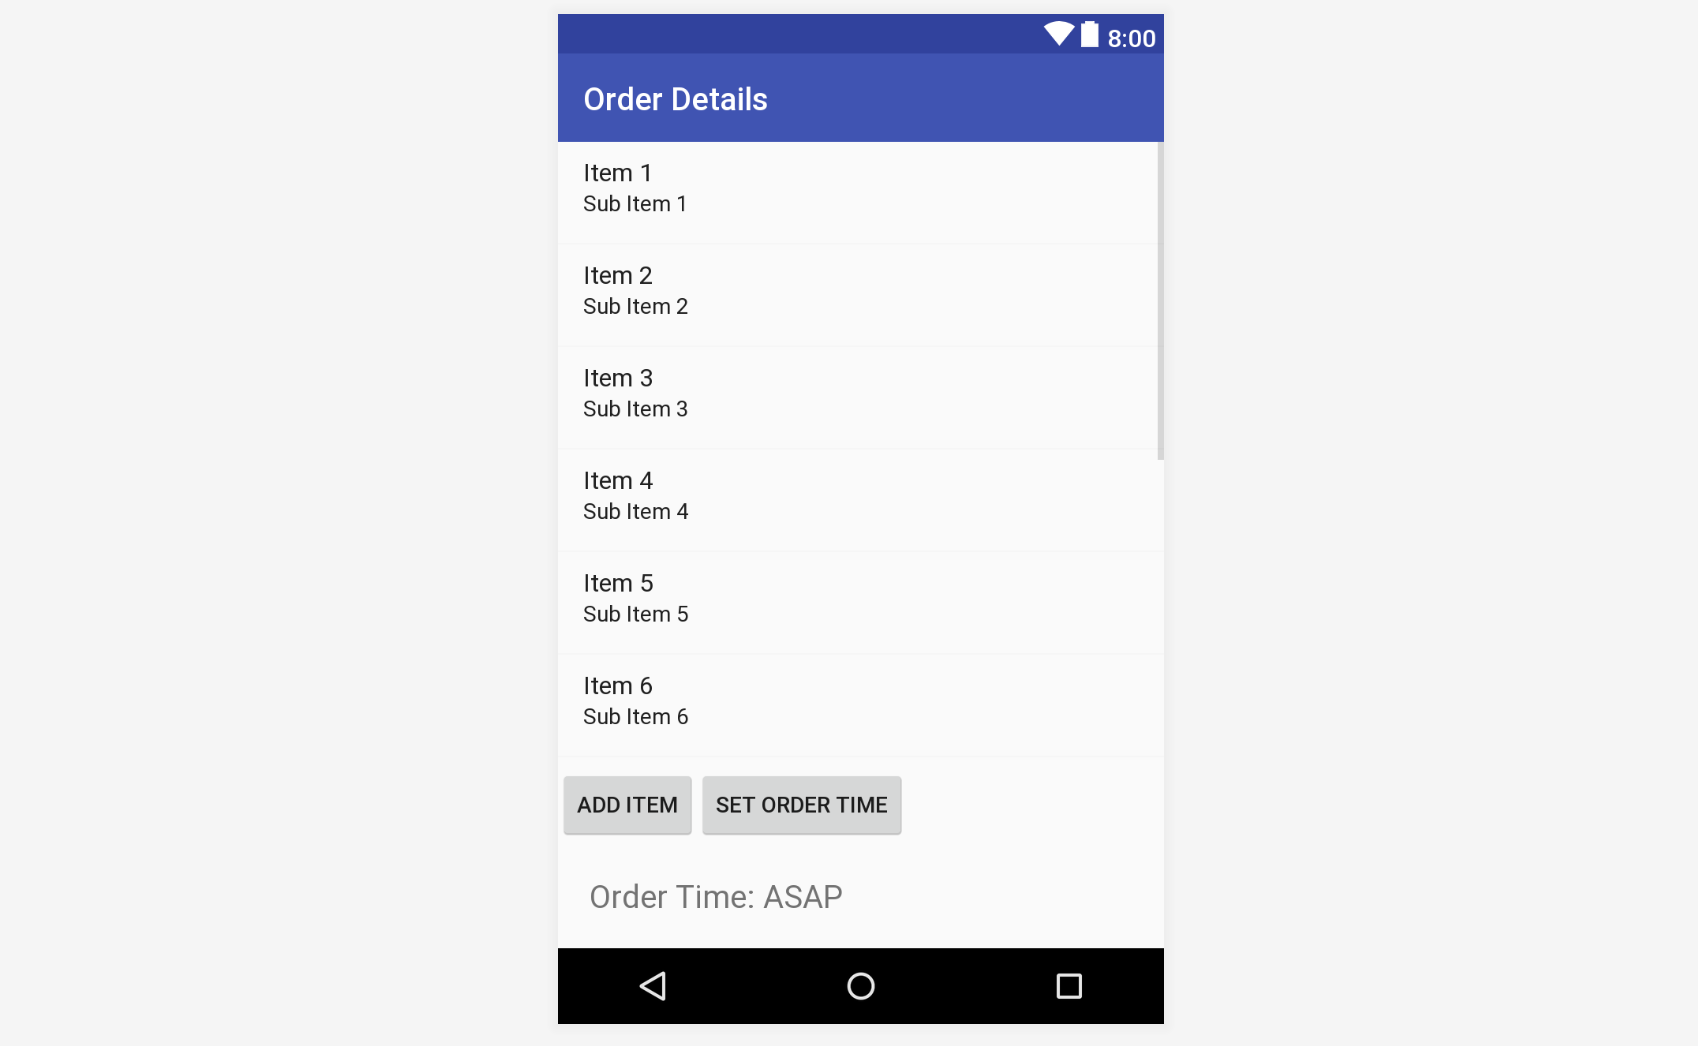 8:00
Order Details
Item 1
Sub Item 1
Item 2
Sub Item 2
Item 3
Sub Item 3
Item 4
Sub Item 4
Item 5
Sub Item 5
Item 6
Sub Item 6
ADD ITEM SET ORDER TIME
Order Time: ASAP